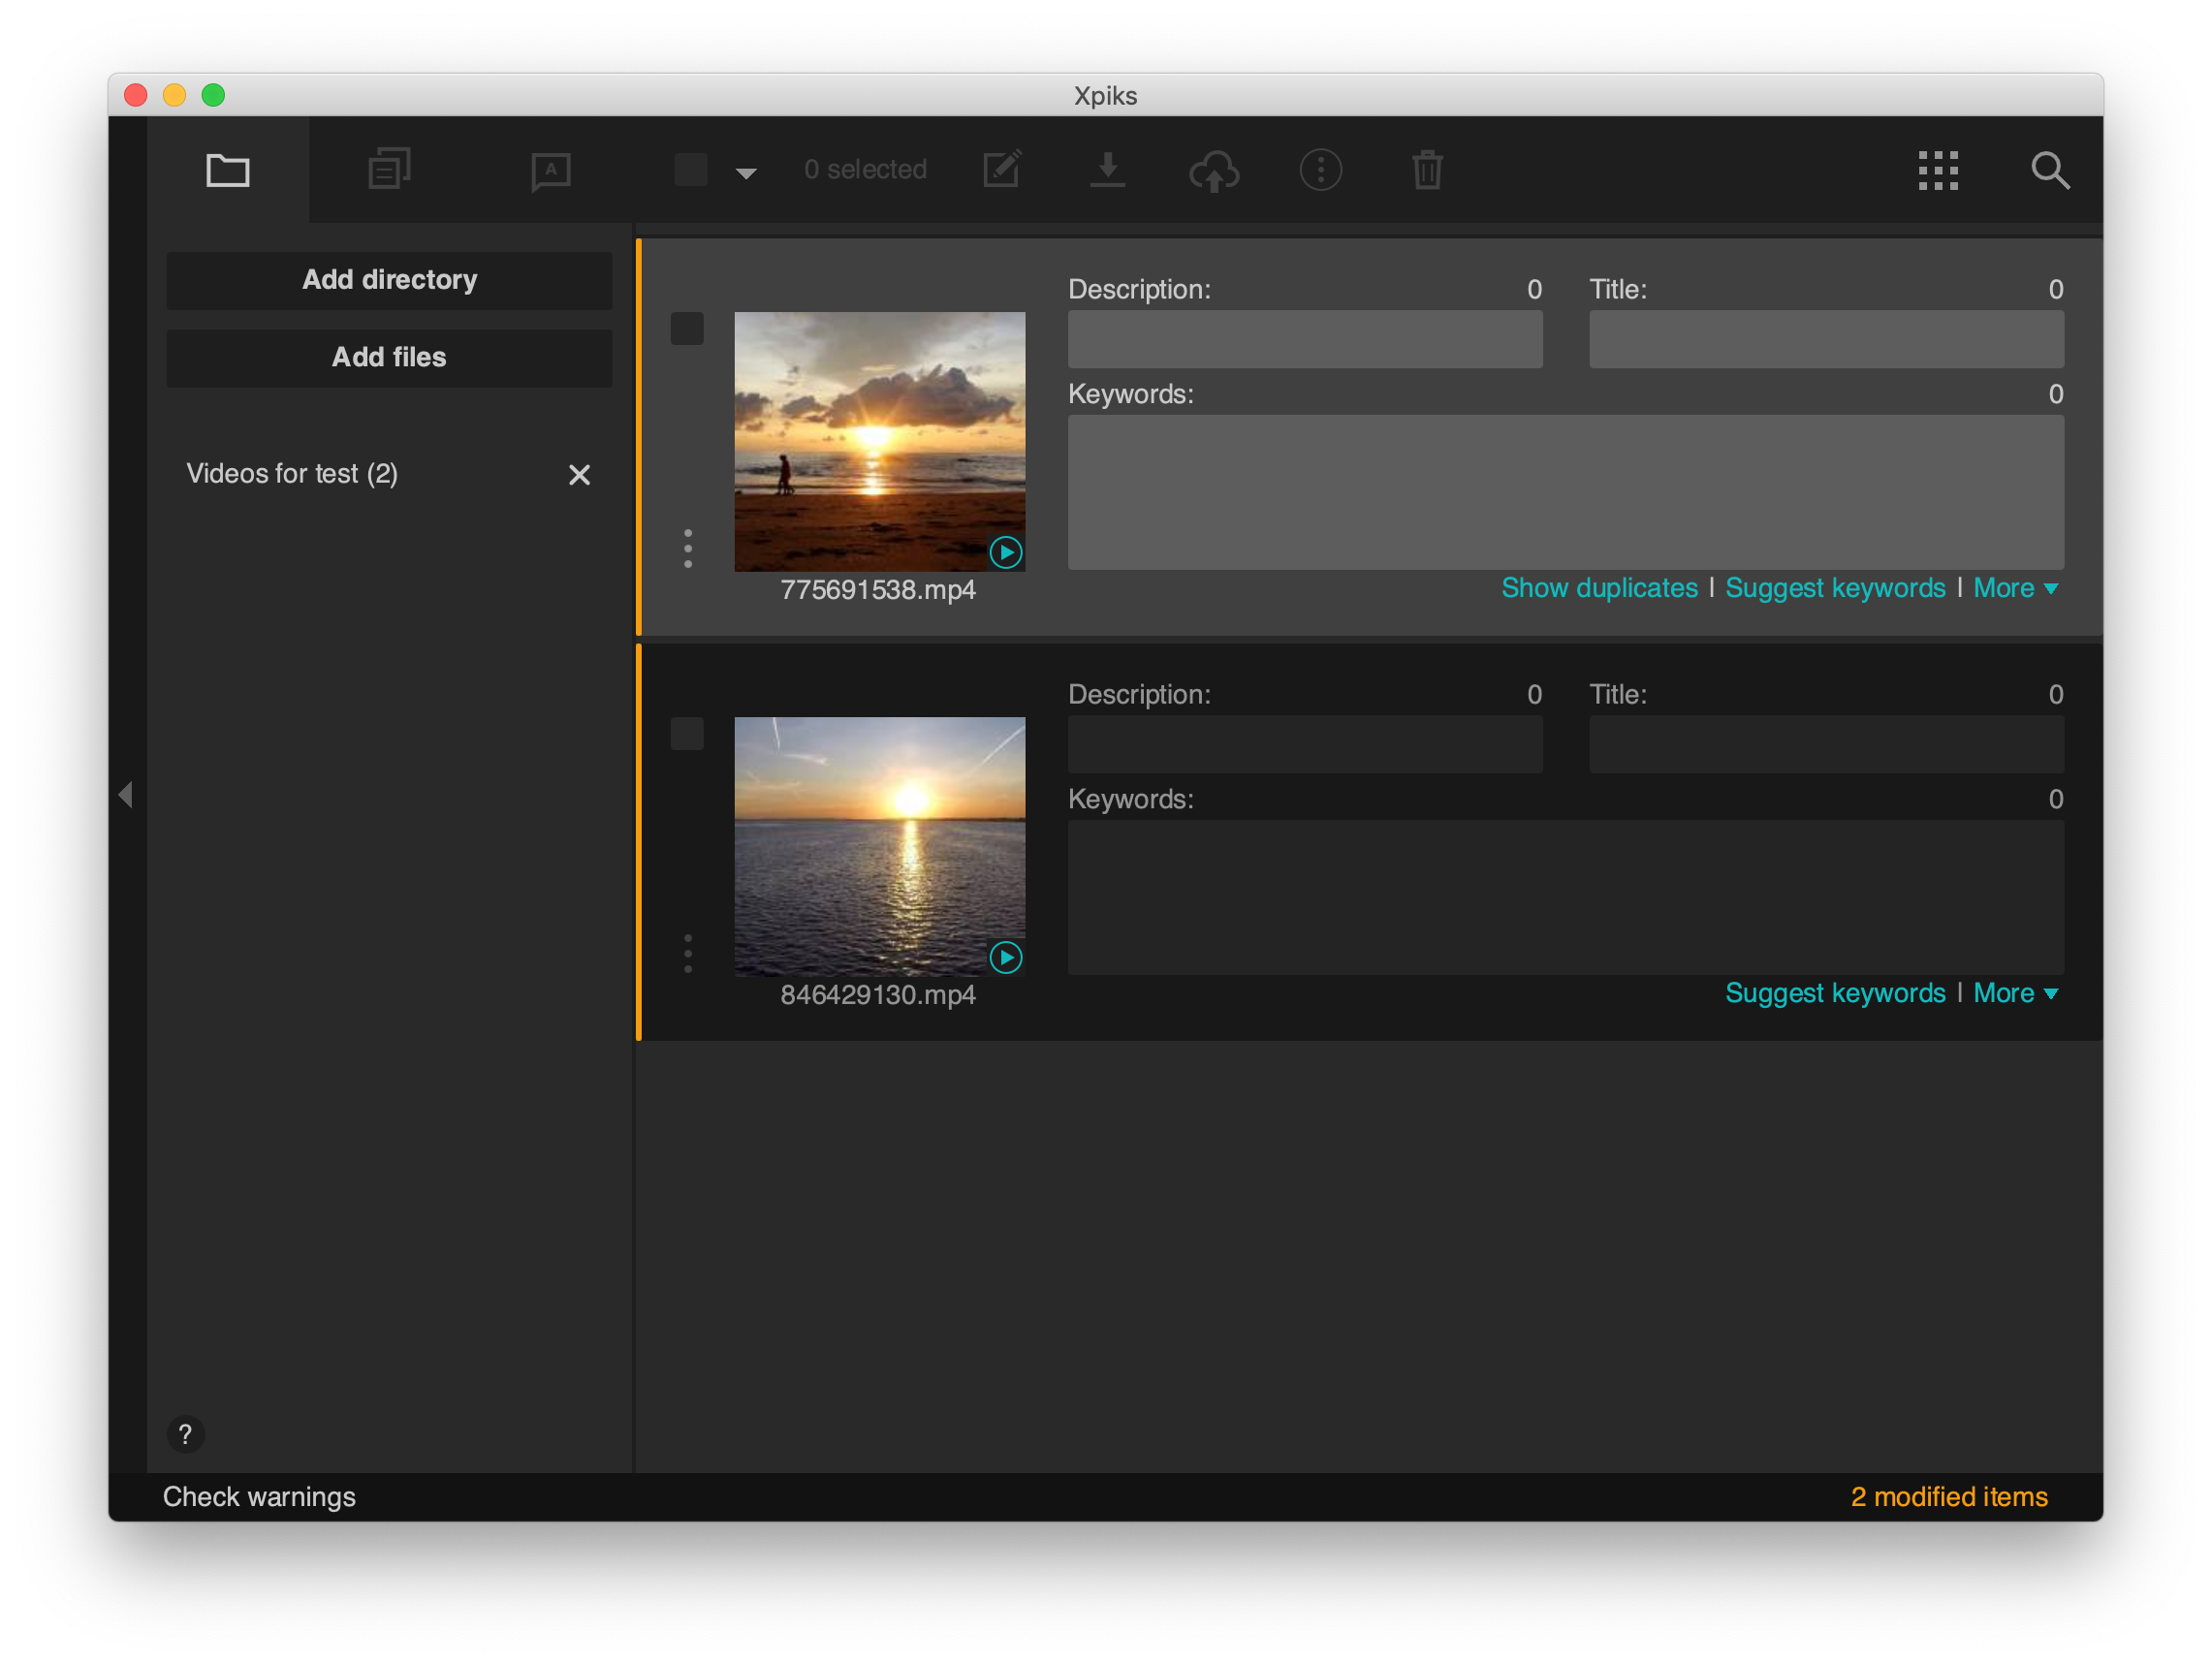 Xpiks
A
0 selected
Add directory
Add files
Videos for test (2)
Description: 0 Title: 0
Keywords: 0
775691538.mp4
Show duplicates | Suggest keywords | More
Description: 0 Title: 0
Keywords: 0
846429130.mp4
Suggest keywords | More
?
Check warnings
2 modified items